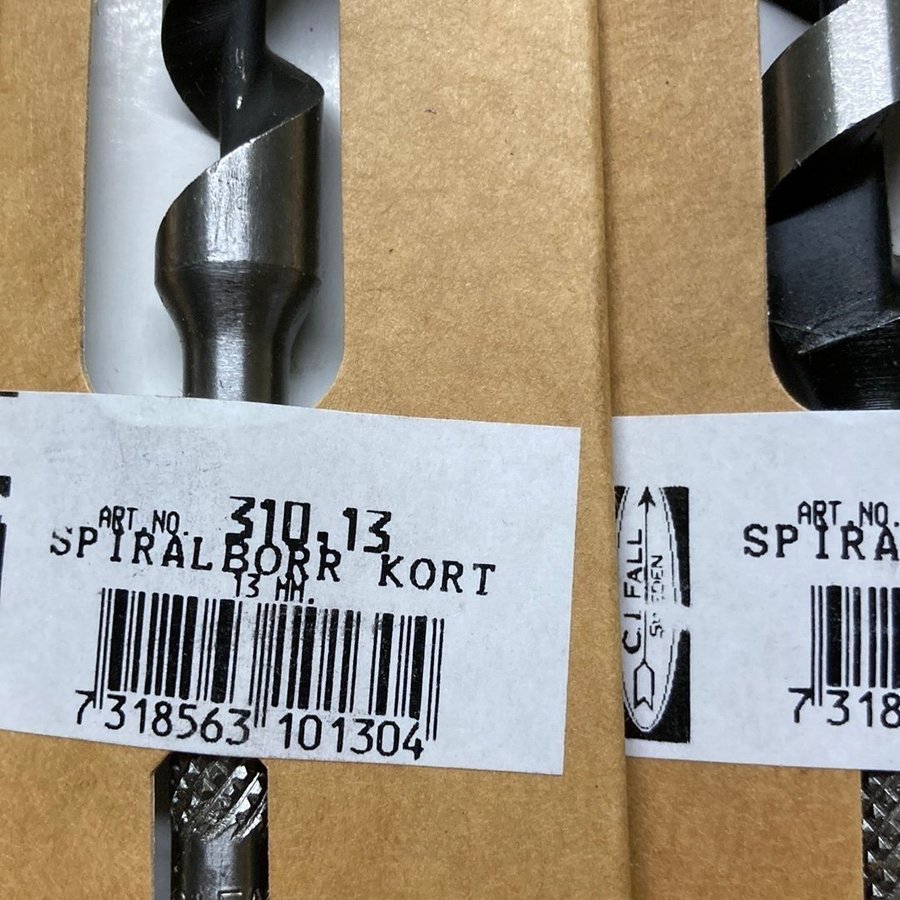 ART.NO. 310.13
SPIRALBORR KORT
13 MM.
7 318563 101304
C.I. FALL
SWEDEN
ART.NO.
SPIRA
7 318